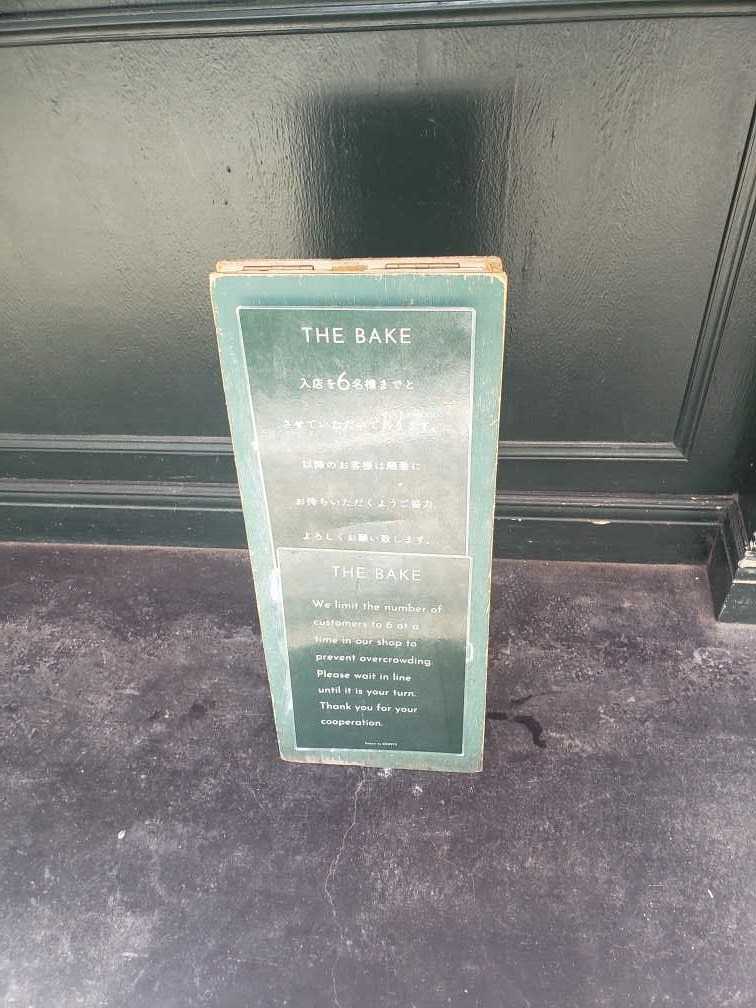 THE BAKE
入店を6名様までと
させていただいております。
以降のお客様は順番に
お待ちいただくようご協力
よろしくお願い致します。
THE BAKE
We limit the number of
customers to 6 at a
time in our shop to
prevent overcrowding.
Please wait in line
until it is your turn.
Thank you for your
cooperation.